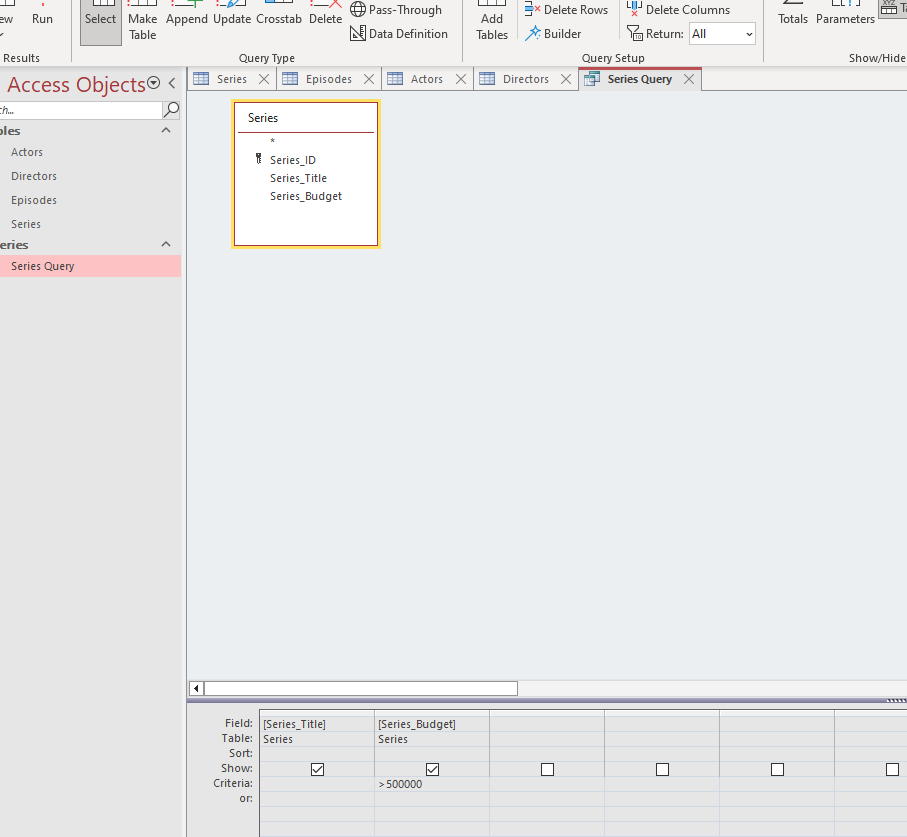 ew Run Select Make Table Append Update Crosstab Delete Pass-Through Add Tables Delete Rows Delete Columns Totals Parameters
Data Definition Builder Return: All
Results Query Type Query Setup Show/Hide
Access Objects
Series Episodes Actors Directors Series Query
ch...
bles
Actors
Directors
Episodes
Series
eries
Series Query
Series
*
Series_ID
Series_Title
Series_Budget
Field: [Series_Title] [Series_Budget]
Table: Series Series
Sort:
Show:
Criteria: >500000
or: